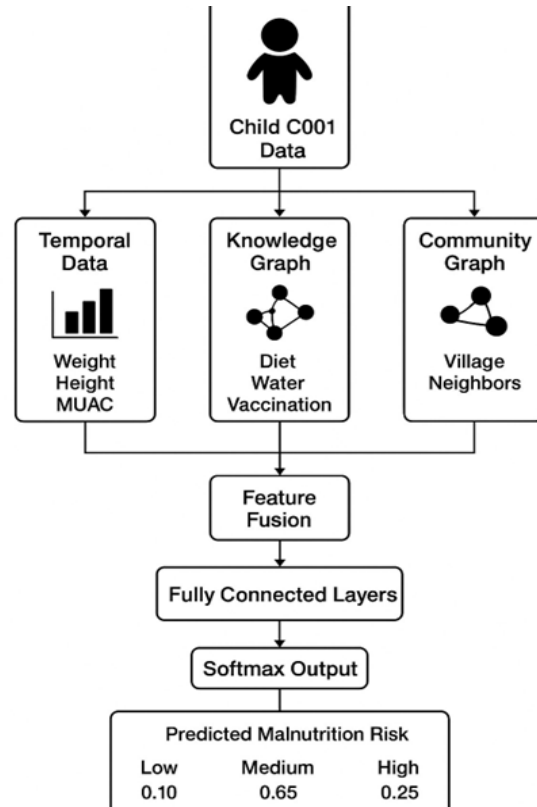 Child C001
Data
Temporal
Data
Weight
Height
MUAC
Knowledge
Graph
Diet
Water
Vaccination
Community
Graph
Village
Neighbors
Feature
Fusion
Fully Connected Layers
Softmax Output
Predicted Malnutrition Risk
Low Medium High
0.10 0.65 0.25